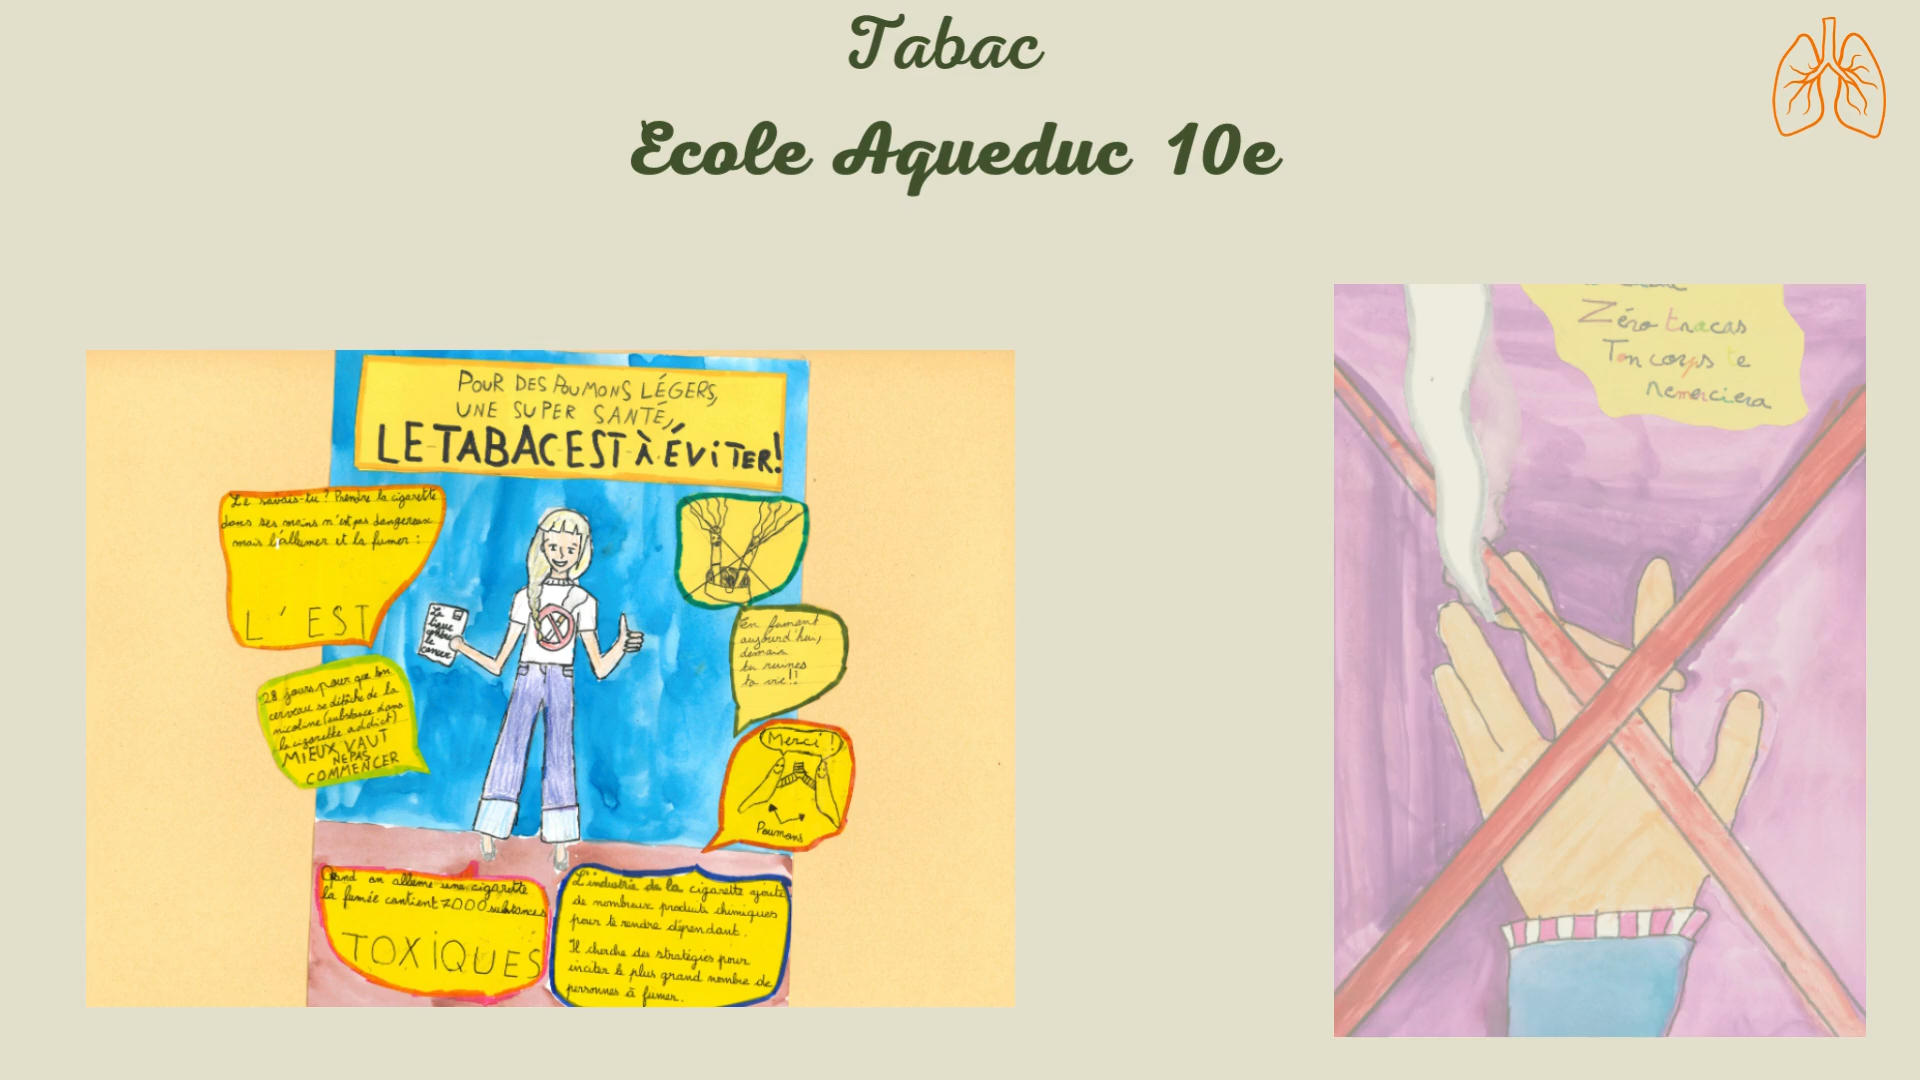 Tabac
Ecole Aqueduc 10e
POUR DES POUMONS LÉGERS,
UNE SUPER SANTÉ,
LE TABAC EST À ÉViTER!
Le savais-tu ? Prendre la cigarette
dans ses mains n'est pas dangereux
mais l'allumer et la fumer :
L'EST
La
ligue
contre
le
cancer
28 jours pour que ton
cerveau se détache de la
nicotine (substance dans
la cigarette addict)
MIEUX VAUT
NE PAS
COMMENCER
En fumant
aujourd'hui,
demain
tu ruines
ta vie!!
Merci !
Poumons
Quand on allume une cigarette
la fumée contient 7000 substances
TOXiQUES
L'industrie de la cigarette ajoute
de nombreux produits chimiques
pour te rendre dépendant.
Il cherche des stratégies pour
inciter le plus grand nombre de
personnes à fumer.
Zéro tracas
Ton corps te
remerciera